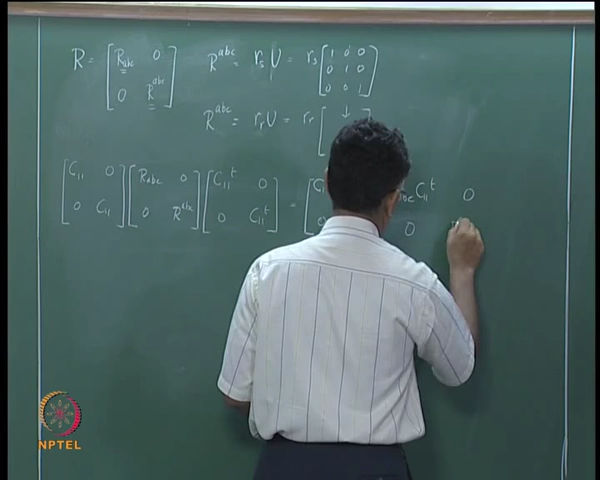 R = [ R_abc 0 ; 0 R^abc ] R^abc = r_s U = r_s [ 1 0 0 ; 0 1 0 ; 0 0 1 ]
R^abc = r_r U = r_r [
[ C_11 0 ; 0 C_11 ] [ R_abc 0 ; 0 R^abc ] [ C_11^t 0 ; 0 C_11^t ] = [ C_11^t 0 ; 0
NPTEL